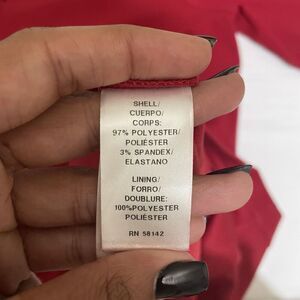 SHELL/
CUERPO/
CORPS:
97% POLYESTER/
POLIÉSTER
3% SPANDEX/
ELASTANO
LINING/
FORRO/
DOUBLURE:
100%POLYESTER
POLIÉSTER
RN 58142